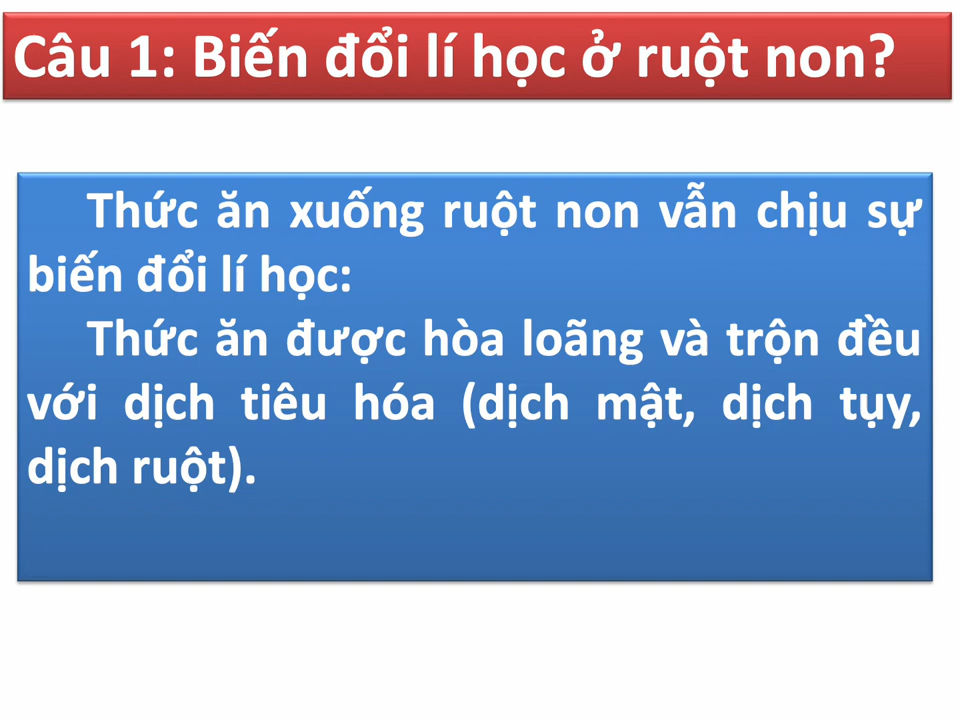 Câu 1: Biến đổi lí học ở ruột non?
Thức ăn xuống ruột non vẫn chịu sự
biến đổi lí học:
Thức ăn được hòa loãng và trộn đều
với dịch tiêu hóa (dịch mật, dịch tụy,
dịch ruột).